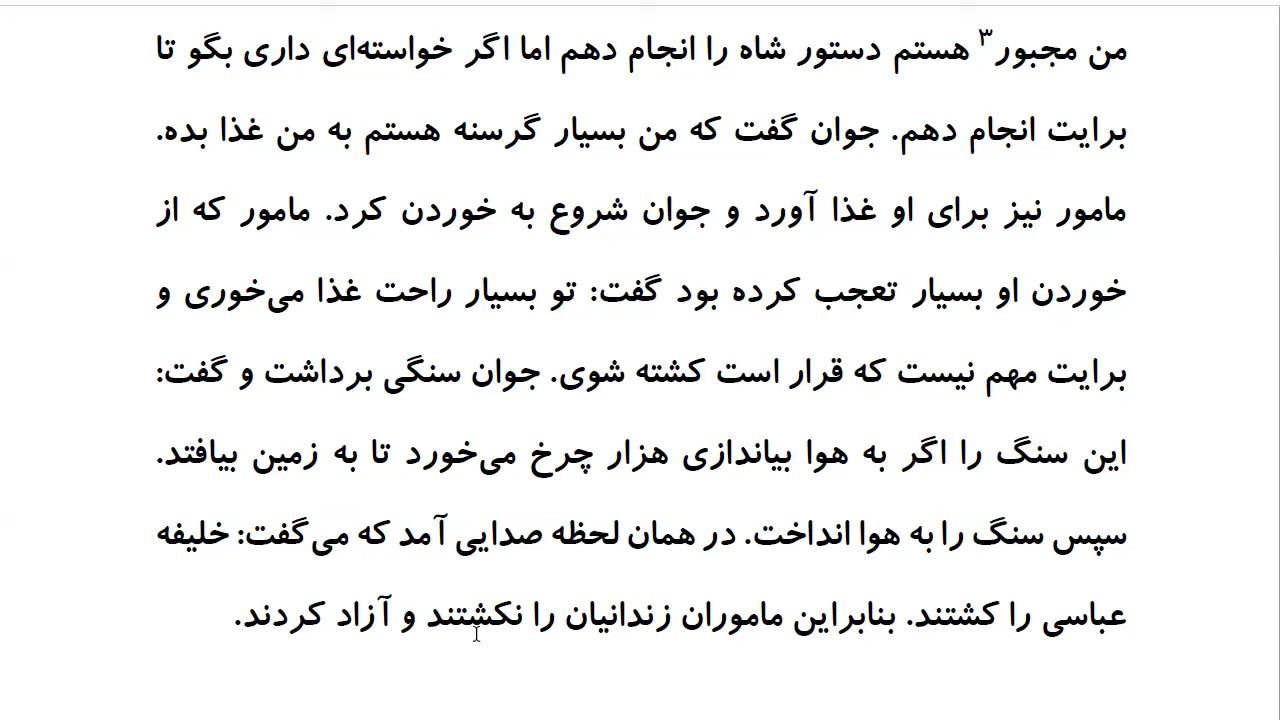 من مجبور۳ هستم دستور شاه را انجام دهم اما اگر خواسته‌ای داری بگو تا
برایت انجام دهم. جوان گفت که من بسیار گرسنه هستم به من غذا بده.
مامور نیز برای او غذا آورد و جوان شروع به خوردن کرد. مامور که از
خوردن او بسیار تعجب کرده بود گفت: تو بسیار راحت غذا می‌خوری و
برایت مهم نیست که قرار است کشته شوی. جوان سنگی برداشت و گفت:
این سنگ را اگر به هوا بیاندازی هزار چرخ می‌خورد تا به زمین بیافتد.
سپس سنگ را به هوا انداخت. در همان لحظه صدایی آمد که می‌گفت: خلیفه
عباسی را کشتند. بنابراین ماموران زندانیان را نکشتند و آزاد کردند.